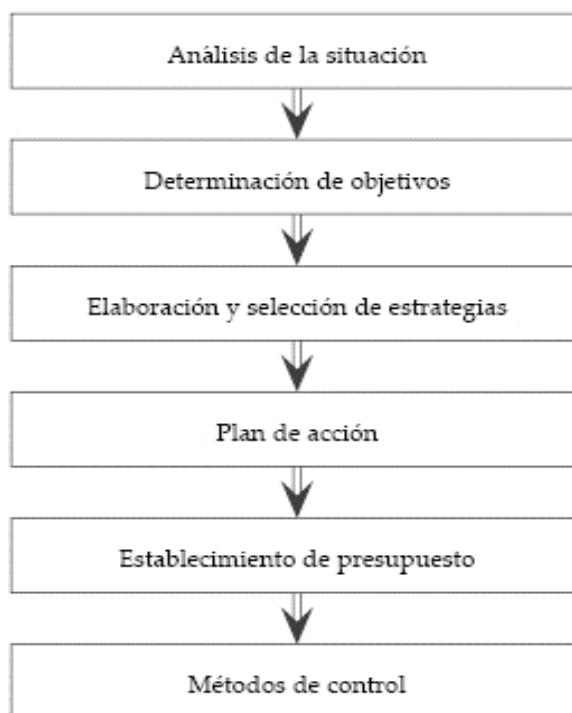 Análisis de la situación
Determinación de objetivos
Elaboración y selección de estrategias
Plan de acción
Establecimiento de presupuesto
Métodos de control